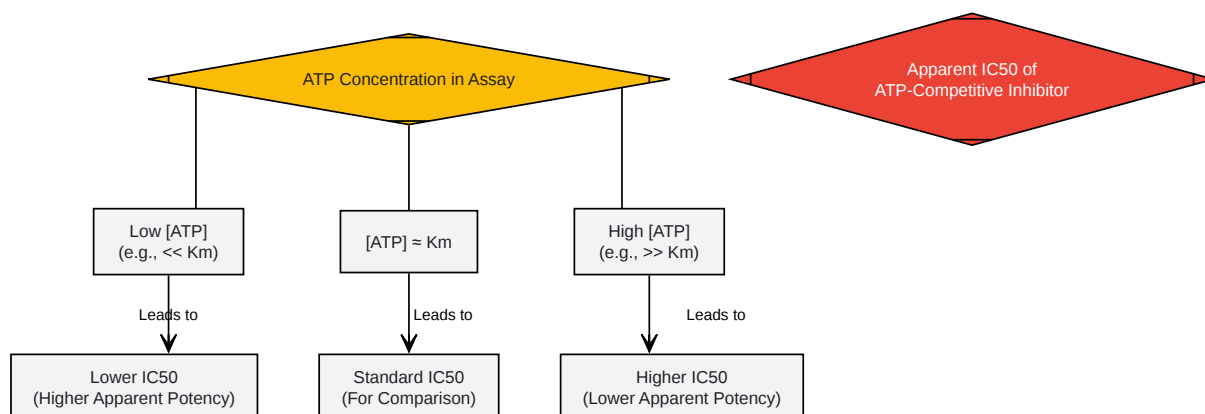 ATP Concentration in Assay
Apparent IC50 of
ATP-Competitive Inhibitor
Low [ATP]
(e.g., << Km)
[ATP] ≈ Km
High [ATP]
(e.g., >> Km)
Leads to
Leads to
Leads to
Lower IC50
(Higher Apparent Potency)
Standard IC50
(For Comparison)
Higher IC50
(Lower Apparent Potency)